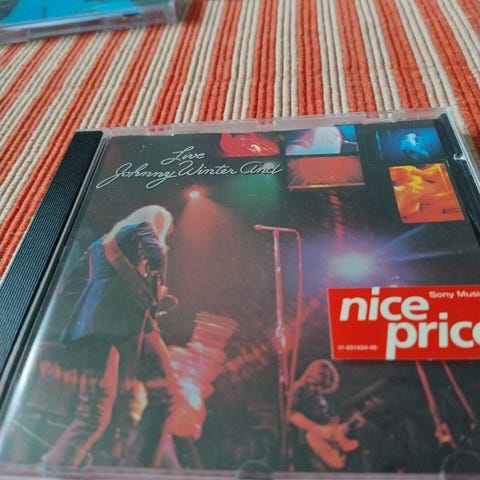 Live
Johnny Winter And
Sony Music
nice
price